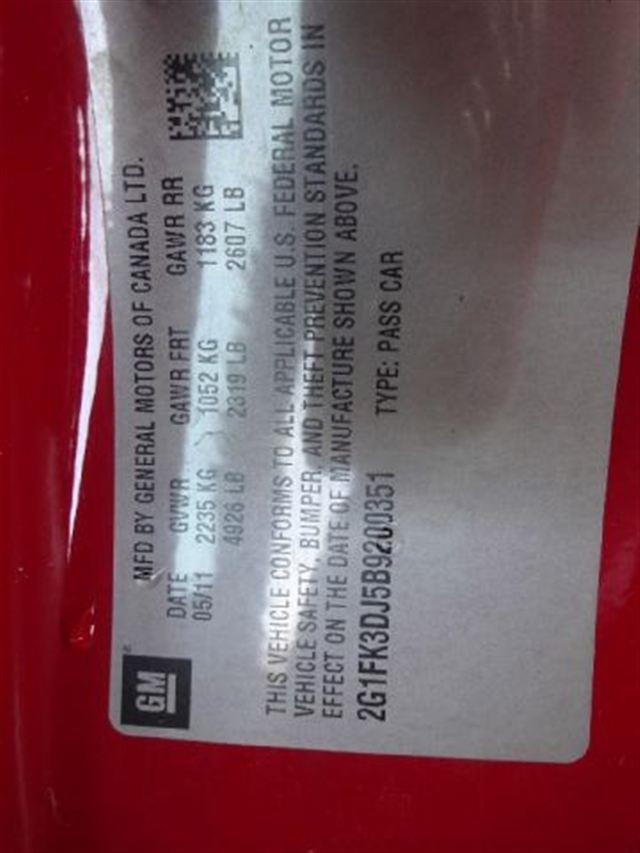 GM
MFD BY GENERAL MOTORS OF CANADA LTD.
DATE GVWR GAWR FRT GAWR RR
05/11 2235 KG 1052 KG 1183 KG
4926 LB 2319 LB 2607 LB
THIS VEHICLE CONFORMS TO ALL APPLICABLE U.S. FEDERAL MOTOR
VEHICLE SAFETY, BUMPER, AND THEFT PREVENTION STANDARDS IN
EFFECT ON THE DATE OF MANUFACTURE SHOWN ABOVE.
2G1FK3DJ5B9200351 TYPE: PASS CAR